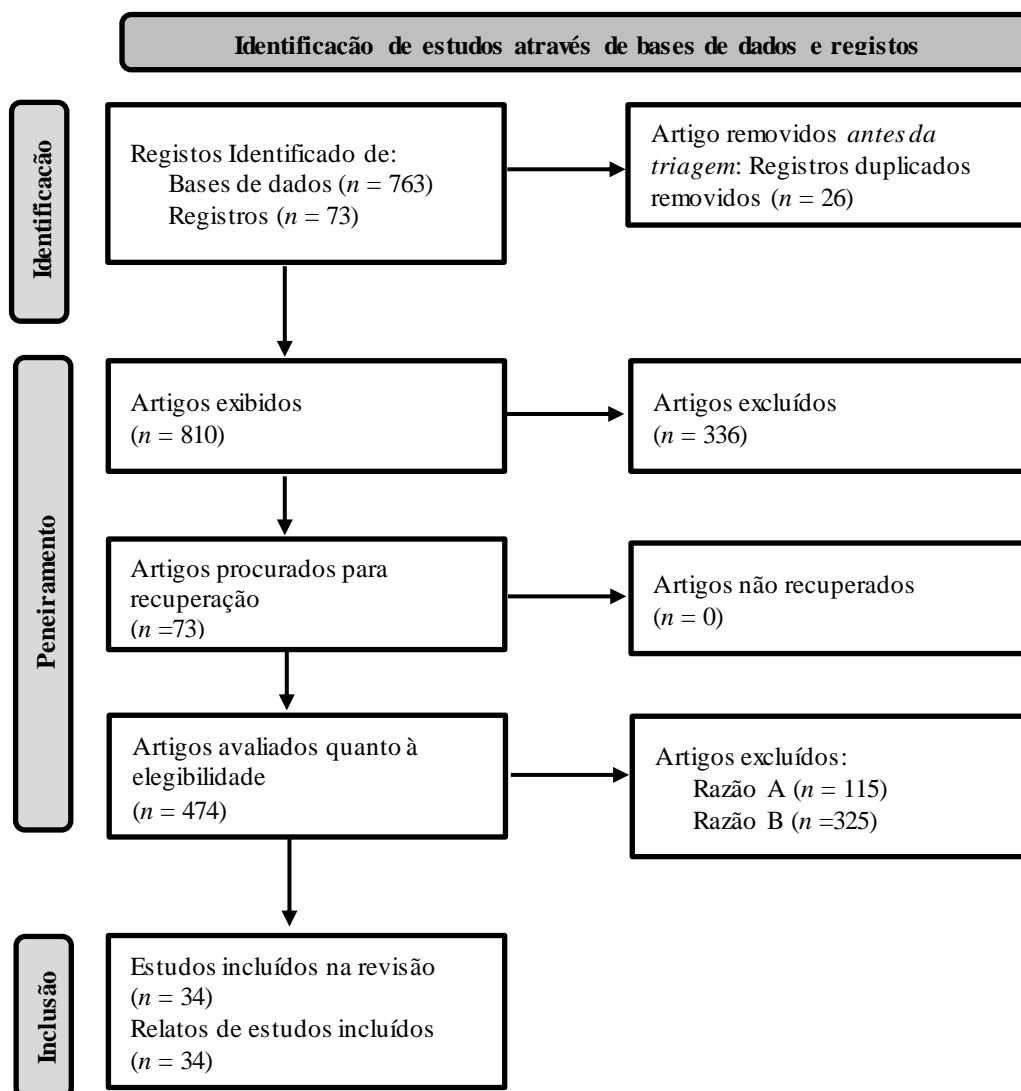 Identificação de estudos através de bases de dados e registos
Identificação
Registos Identificado de:
Bases de dados (n = 763)
Registros (n = 73)
Artigo removidos antes da
triagem: Registros duplicados
removidos (n = 26)
Peneiramento
Artigos exibidos
(n = 810)
Artigos excluídos
(n = 336)
Artigos procurados para
recuperação
(n =73)
Artigos não recuperados
(n = 0)
Artigos avaliados quanto à
elegibilidade
(n = 474)
Artigos excluídos:
Razão A (n = 115)
Razão B (n =325)
Inclusão
Estudos incluídos na revisão
(n = 34)
Relatos de estudos incluídos
(n = 34)